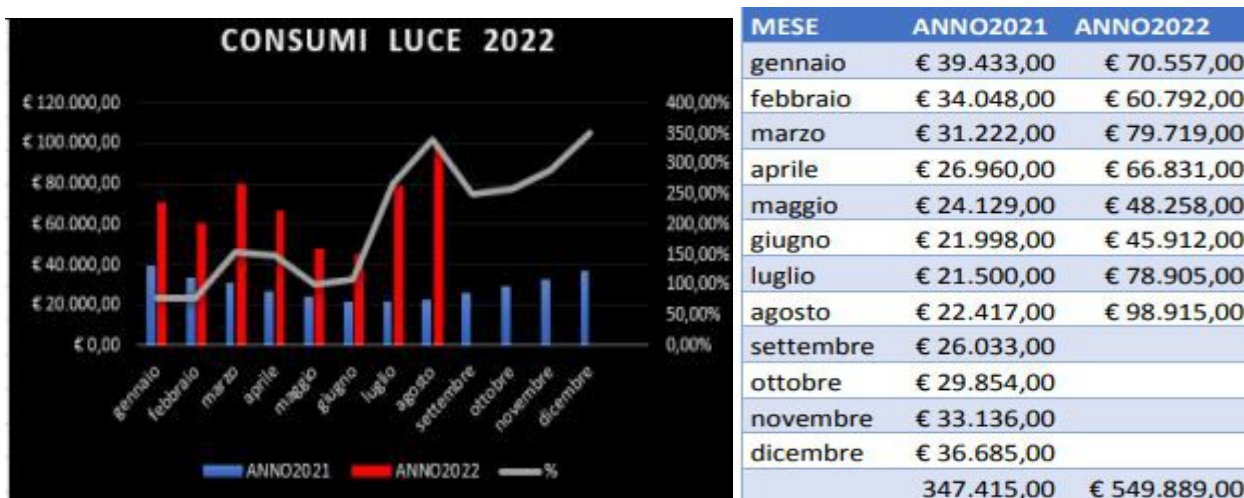 CONSUMI LUCE 2022
€ 120.000,00
€ 100.000,00
€ 80.000,00
€ 60.000,00
€ 40.000,00
€ 20.000,00
€ 0,00
400,00%
350,00%
300,00%
250,00%
200,00%
150,00%
100,00%
50,00%
0,00%
gennaio
febbraio
marzo
aprile
maggio
giugno
luglio
agosto
settembre
ottobre
novembre
dicembre
ANNO2021 ANNO2022 %
MESE ANNO2021 ANNO2022
gennaio € 39.433,00 € 70.557,00
febbraio € 34.048,00 € 60.792,00
marzo € 31.222,00 € 79.719,00
aprile € 26.960,00 € 66.831,00
maggio € 24.129,00 € 48.258,00
giugno € 21.998,00 € 45.912,00
luglio € 21.500,00 € 78.905,00
agosto € 22.417,00 € 98.915,00
settembre € 26.033,00
ottobre € 29.854,00
novembre € 33.136,00
dicembre € 36.685,00
347.415,00 € 549.889,00